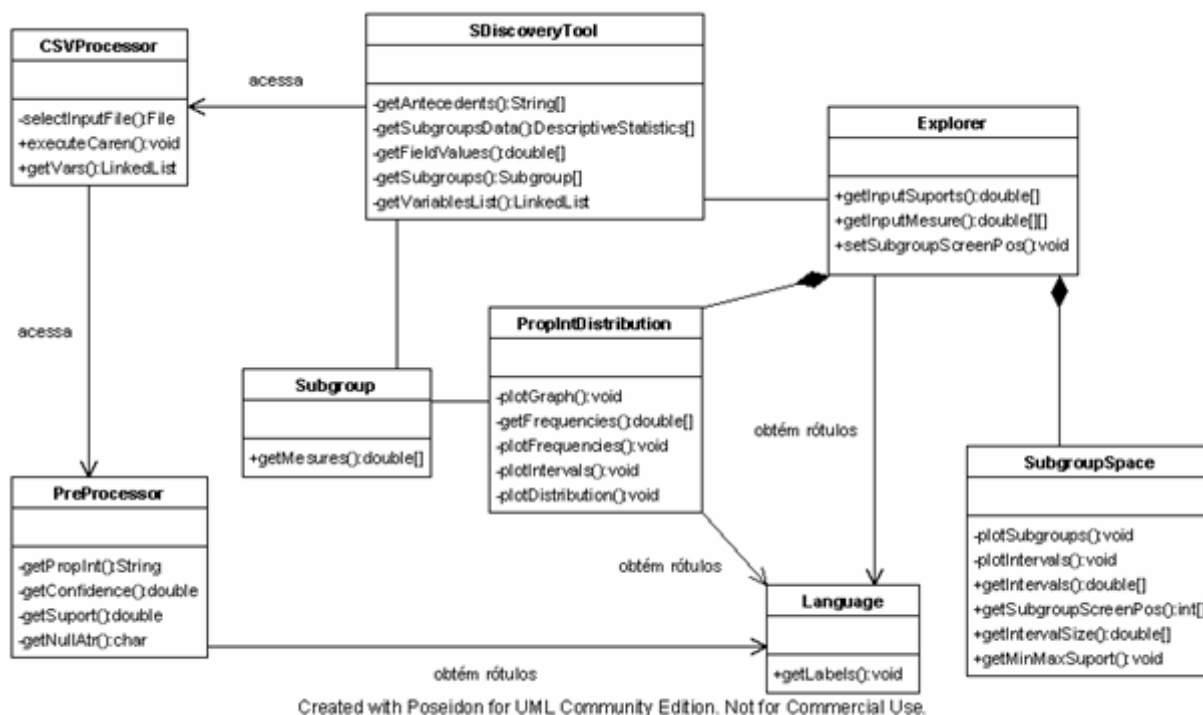 CSVProcessor
-selectInputFile():File
+executeCaren():void
+getVars():LinkedList
acessa
SDiscoveryTool
-getAntecedents():String[]
-getSubgroupsData():DescriptiveStatistics[]
-getFieldValues():double[]
-getSubgroups():Subgroup[]
-getVariablesList():LinkedList
Explorer
+getInputSuports():double[]
+getInputMesure():double[][]
+setSubgroupScreenPos():void
acessa
PropIntDistribution
-plotGraph():void
-getFrequencies():double[]
-plotFrequencies():void
-plotIntervals():void
-plotDistribution():void
Subgroup
+getMesures():double[]
obtém rótulos
SubgroupSpace
-plotSubgroups():void
-plotIntervals():void
+getIntervals():double[]
+getSubgroupScreenPos():int[]
+getIntervalSize():double[]
+getMinMaxSuport():void
PreProcessor
-getPropInt():String
-getConfidence():double
-getSuport():double
-getNullAtr():char
obtém rótulos
Language
+getLabels():void
obtém rótulos
Created with Poseidon for UML Community Edition. Not for Commercial Use.